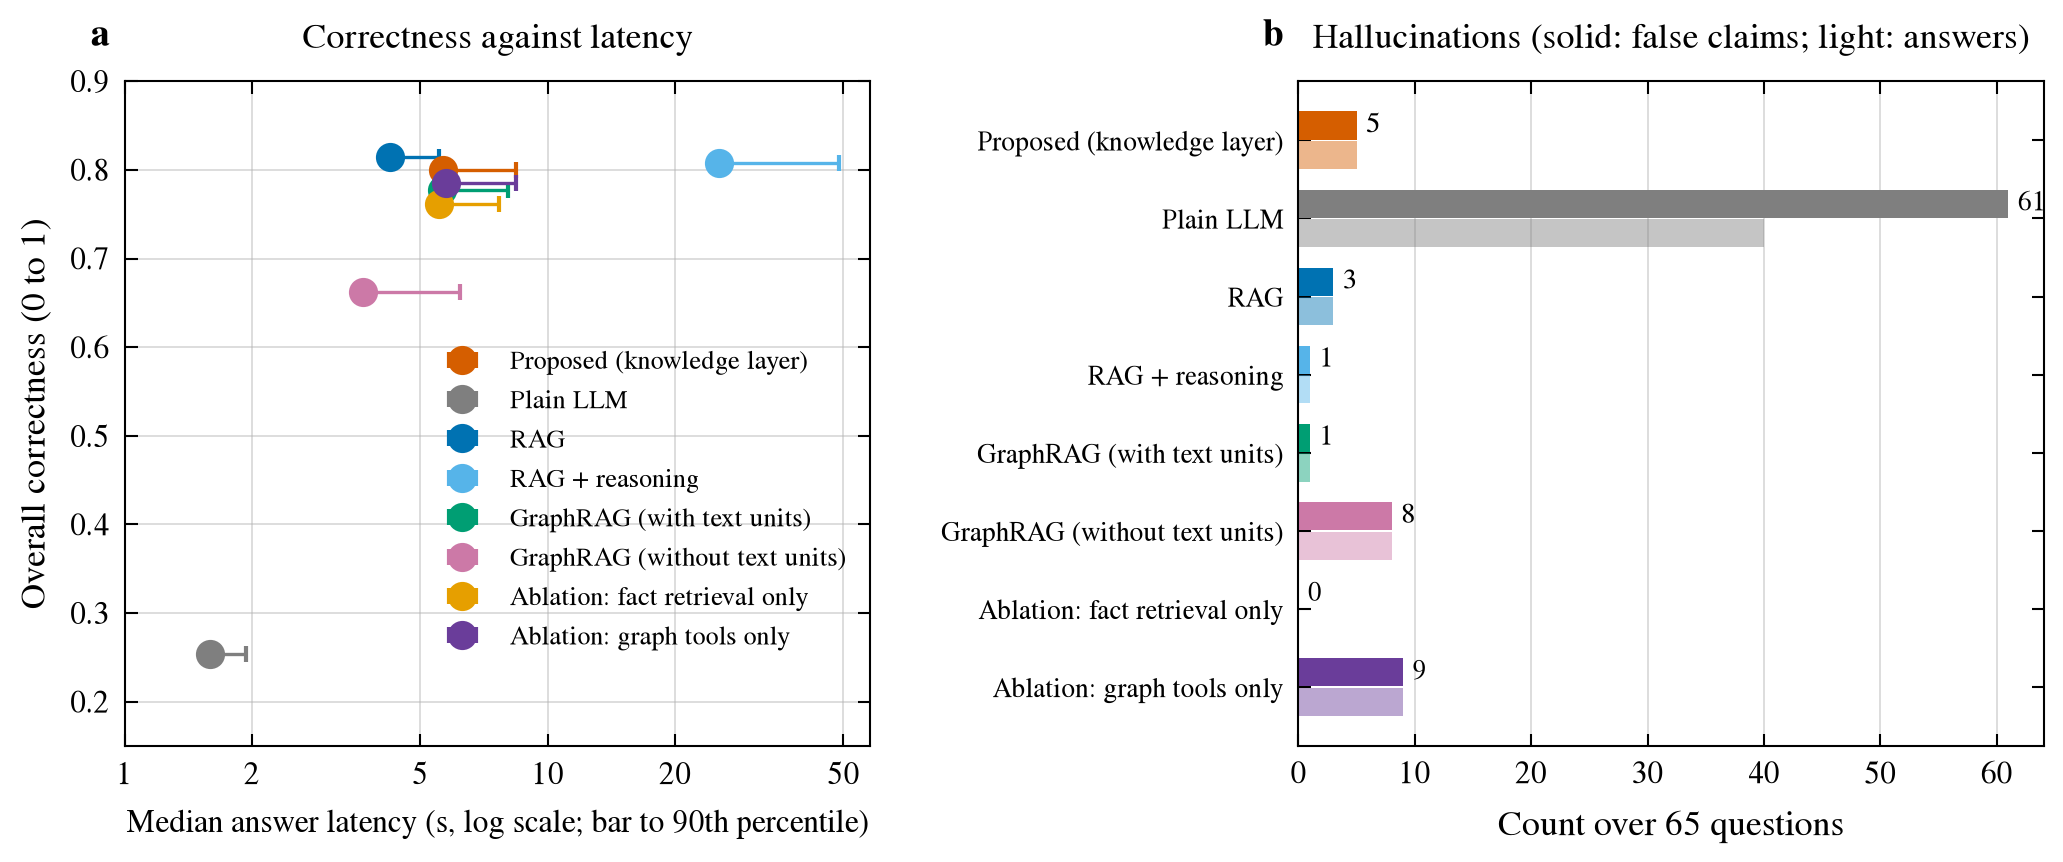 a
Correctness against latency
0.9
0.8
0.7
0.6
0.5
0.4
0.3
0.2
Overall correctness (0 to 1)
Proposed (knowledge layer)
Plain LLM
RAG
RAG + reasoning
GraphRAG (with text units)
GraphRAG (without text units)
Ablation: fact retrieval only
Ablation: graph tools only
1 2 5 10 20 50
Median answer latency (s, log scale; bar to 90th percentile)
b
Hallucinations (solid: false claims; light: answers)
Proposed (knowledge layer) 5
Plain LLM 61
RAG 3
RAG + reasoning 1
GraphRAG (with text units) 1
GraphRAG (without text units) 8
Ablation: fact retrieval only 0
Ablation: graph tools only 9
0 10 20 30 40 50 60
Count over 65 questions